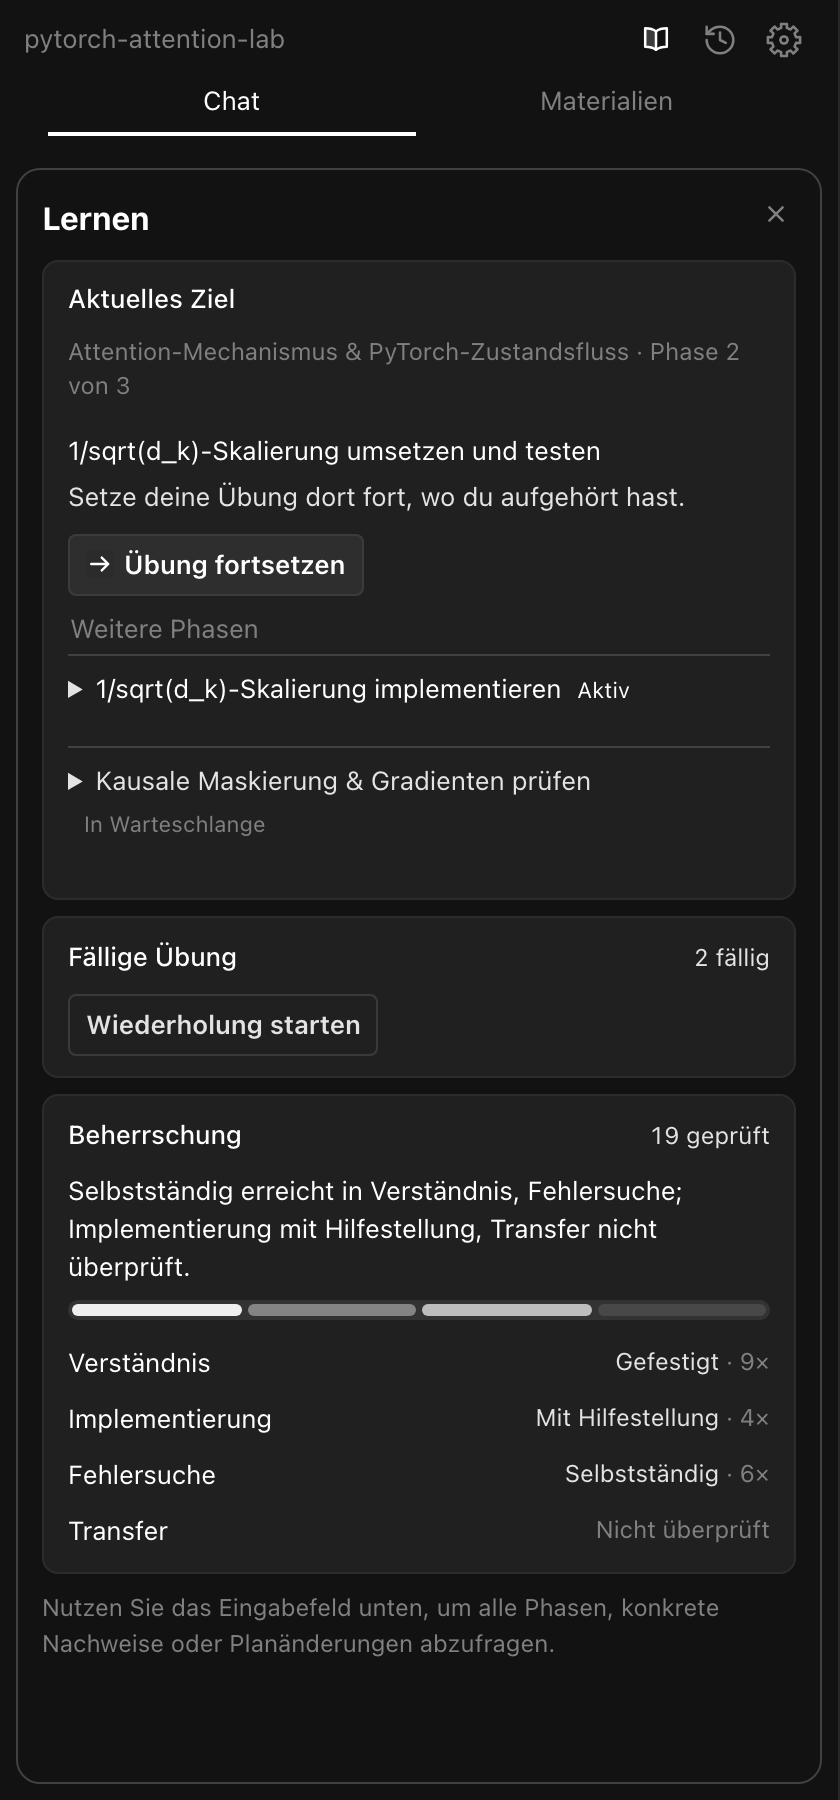 pytorch-attention-lab
Chat
Materialien
Lernen
Aktuelles Ziel
Attention-Mechanismus & PyTorch-Zustandsfluss · Phase 2
von 3
1/sqrt(d_k)-Skalierung umsetzen und testen
Setze deine Übung dort fort, wo du aufgehört hast.
→ Übung fortsetzen
Weitere Phasen
▶ 1/sqrt(d_k)-Skalierung implementieren Aktiv
▶ Kausale Maskierung & Gradienten prüfen
In Warteschlange
Fällige Übung 2 fällig
Wiederholung starten
Beherrschung 19 geprüft
Selbstständig erreicht in Verständnis, Fehlersuche;
Implementierung mit Hilfestellung, Transfer nicht
überprüft.
Verständnis Gefestigt · 9×
Implementierung Mit Hilfestellung · 4×
Fehlersuche Selbstständig · 6×
Transfer Nicht überprüft
Nutzen Sie das Eingabefeld unten, um alle Phasen, konkrete
Nachweise oder Planänderungen abzufragen.